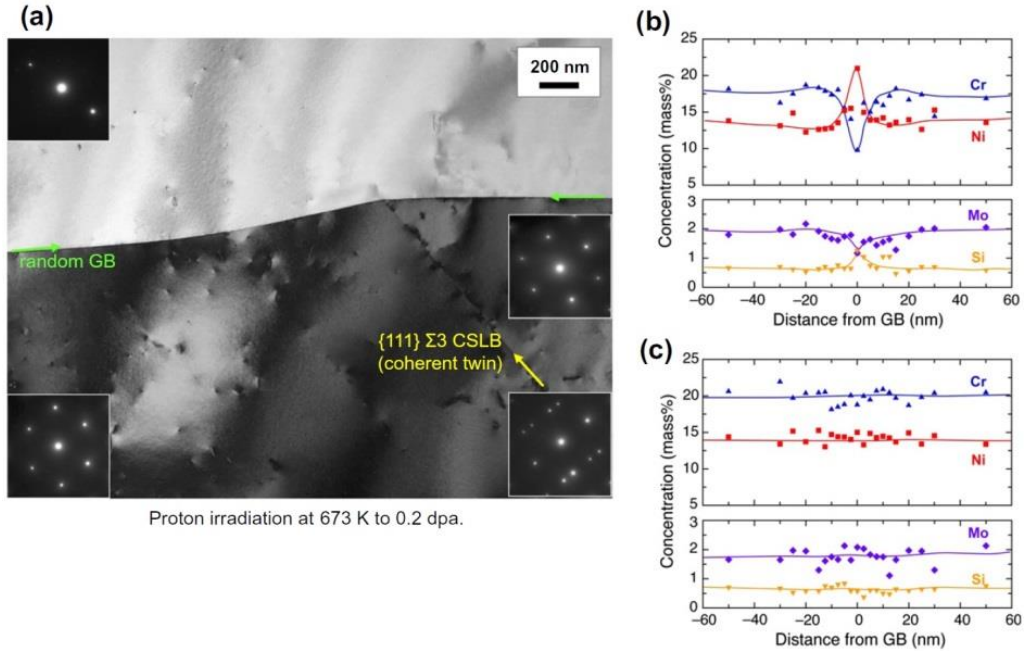 (a)
200 nm
random GB
{111} Σ3 CSLB
(coherent twin)
Proton irradiation at 673 K to 0.2 dpa.
(b)
Concentration (mass%)
25
20
15
10
5
Cr
Ni
3
2
1
0
Mo
Si
−60 −40 −20 0 20 40 60
Distance from GB (nm)
(c)
Concentration (mass%)
25
20
15
10
5
Cr
Ni
3
2
1
0
Mo
Si
−60 −40 −20 0 20 40 60
Distance from GB (nm)